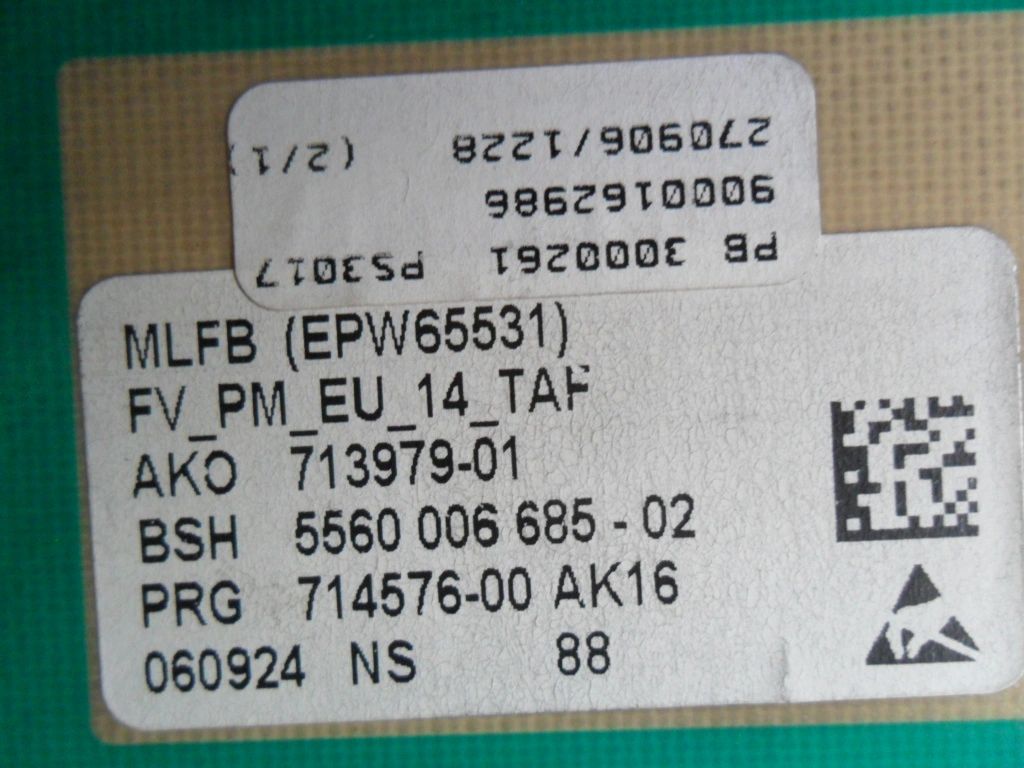 PB 3000261 PS3017
9000162986
270906/1228 (2/1)
MLFB (EPW65531)
FV_PM_EU_14_TAF
AKO 713979-01
BSH 5560 006 685 - 02
PRG 714576-00 AK16
060924 NS 88